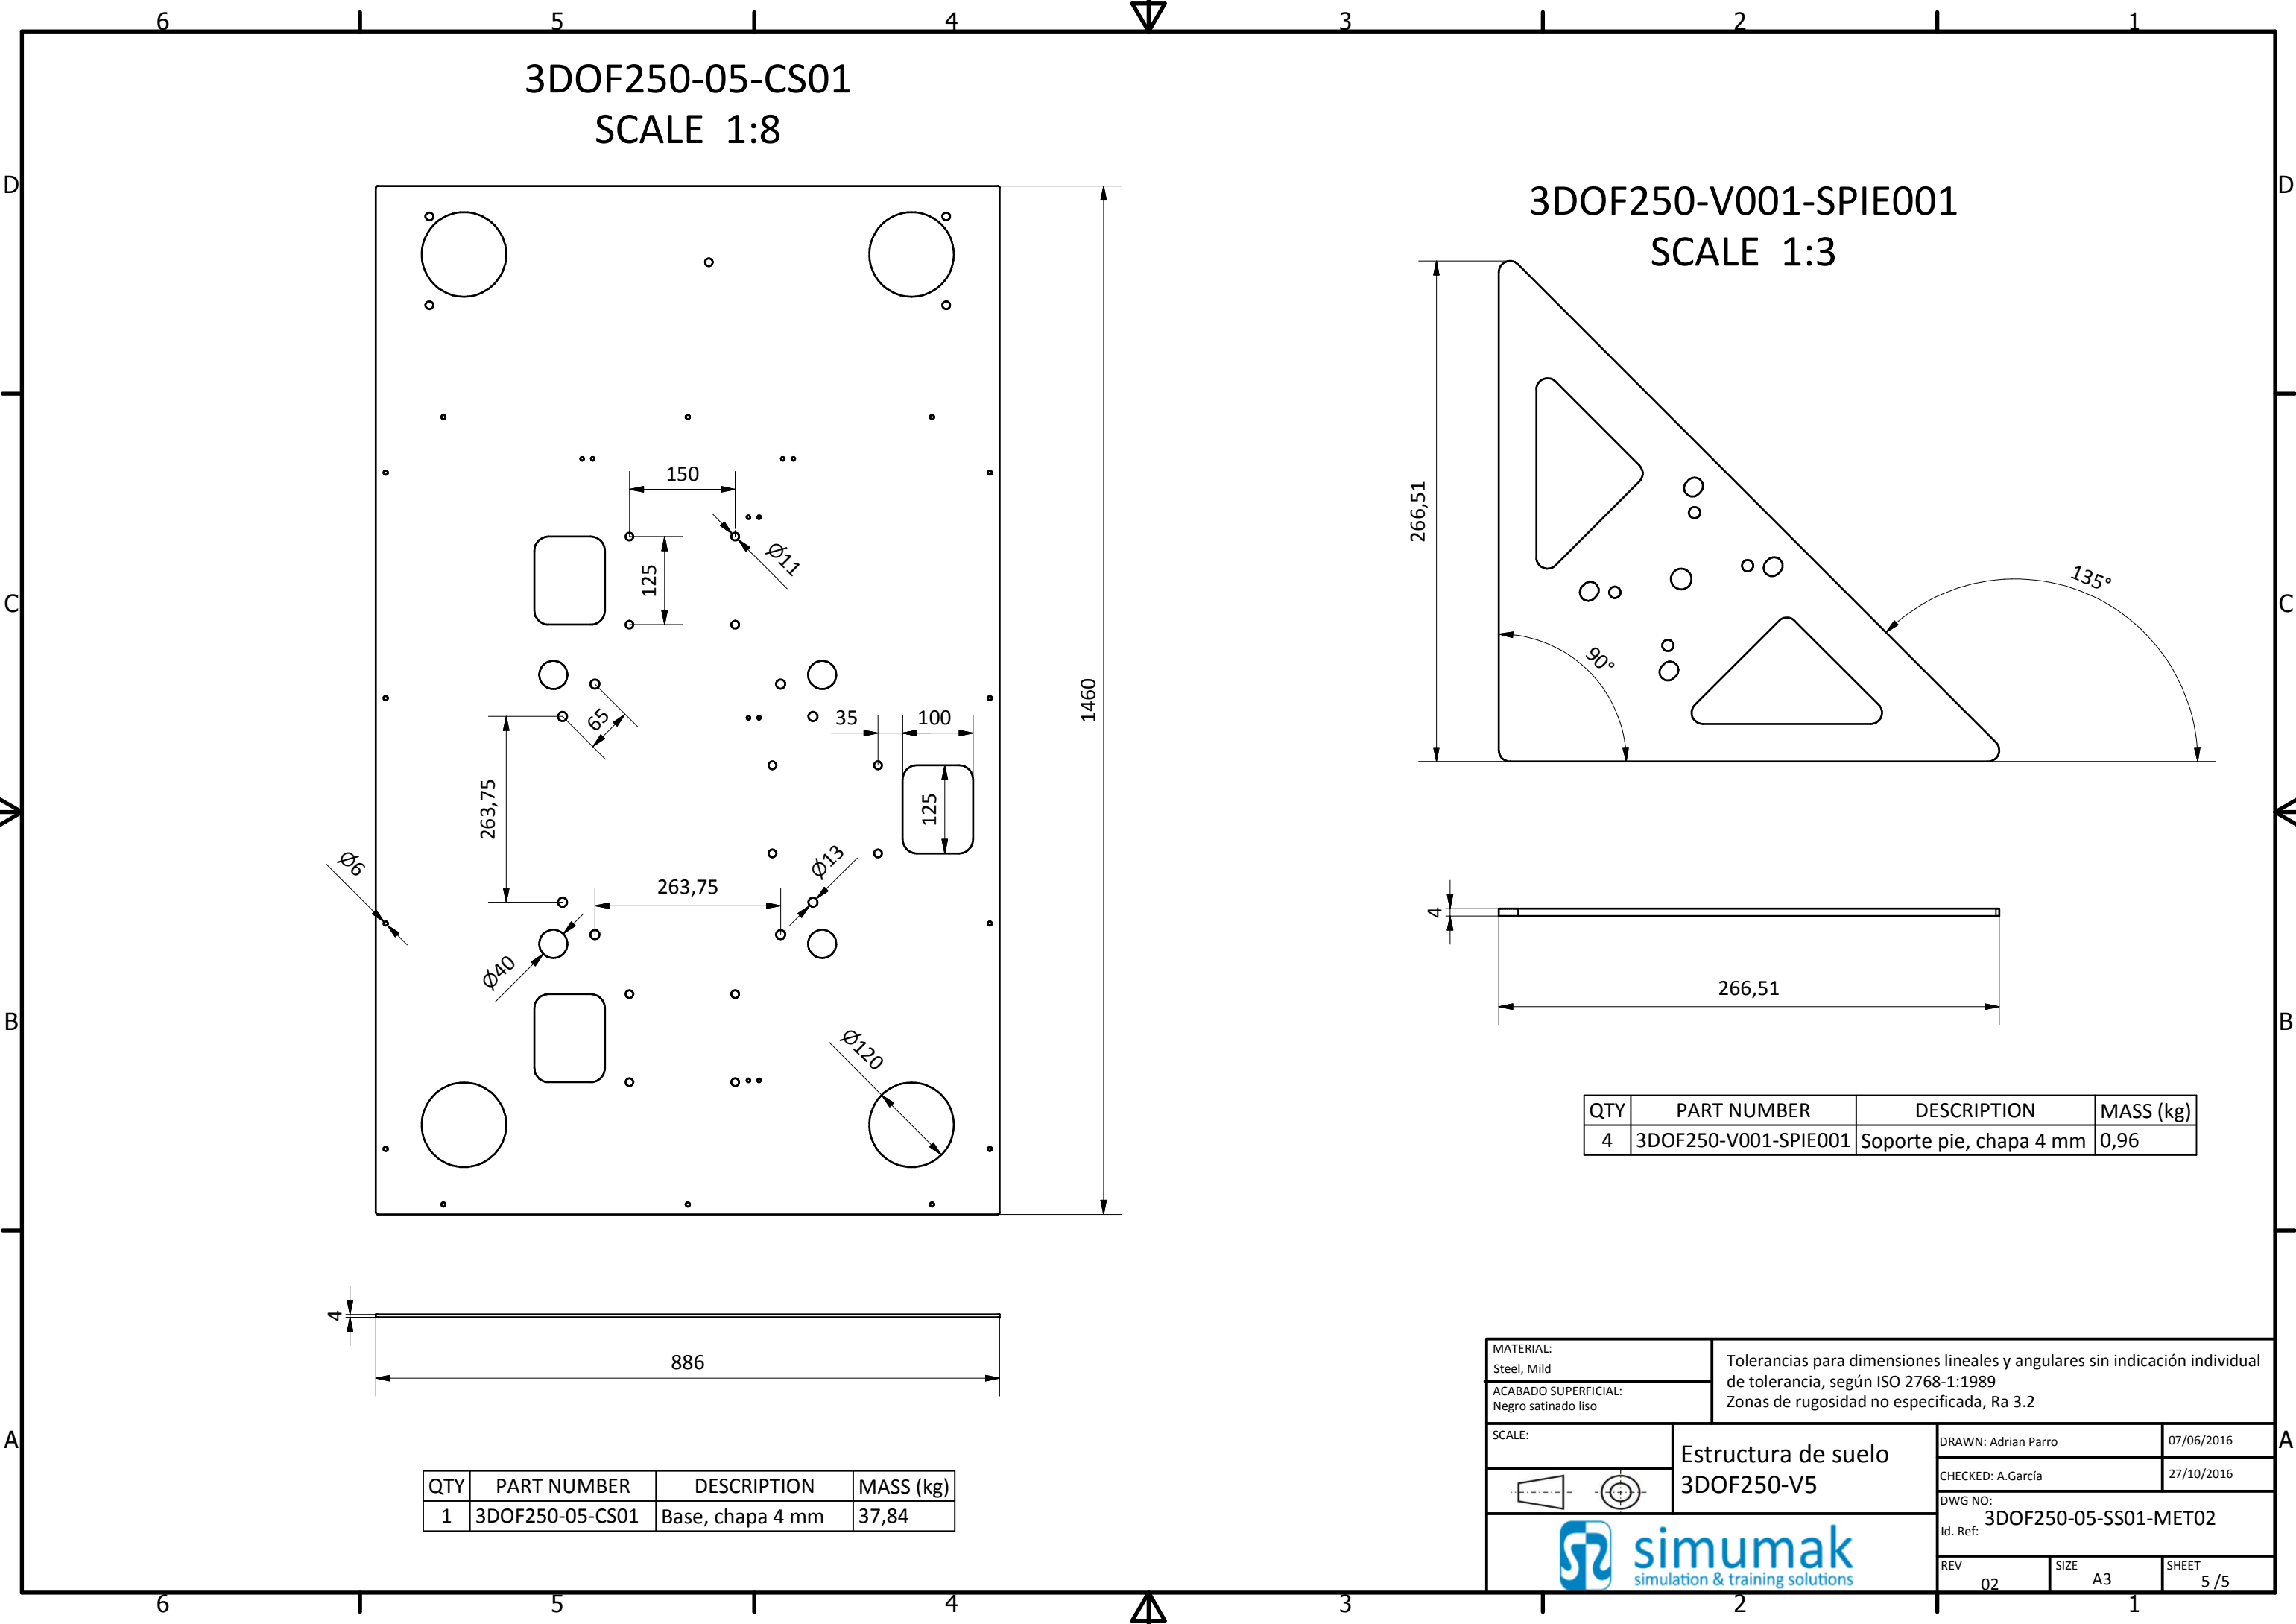 6 5 4 3 2 1
D D
C C
B B
A A
3DOF250-05-CS01
SCALE 1:8
150
Ø11
125
65
35
100
125
1460
263,75
263,75
Ø13
Ø6
Ø40
Ø120
4
886
QTY PART NUMBER DESCRIPTION MASS (kg)
1 3DOF250-05-CS01 Base, chapa 4 mm 37,84
3DOF250-V001-SPIE001
SCALE 1:3
266,51
90°
135°
4
266,51
QTY PART NUMBER DESCRIPTION MASS (kg)
4 3DOF250-V001-SPIE001 Soporte pie, chapa 4 mm 0,96
MATERIAL:
Steel, Mild
ACABADO SUPERFICIAL:
Negro satinado liso
Tolerancias para dimensiones lineales y angulares sin indicación individual
de tolerancia, según ISO 2768-1:1989
Zonas de rugosidad no especificada, Ra 3.2
SCALE:
Estructura de suelo
3DOF250-V5
DRAWN: Adrian Parro 07/06/2016
CHECKED: A.García 27/10/2016
DWG NO:
Id. Ref: 3DOF250-05-SS01-MET02
REV 02
SIZE A3
SHEET 5 /5
simumak
simulation & training solutions
6 5 4 3 2 1